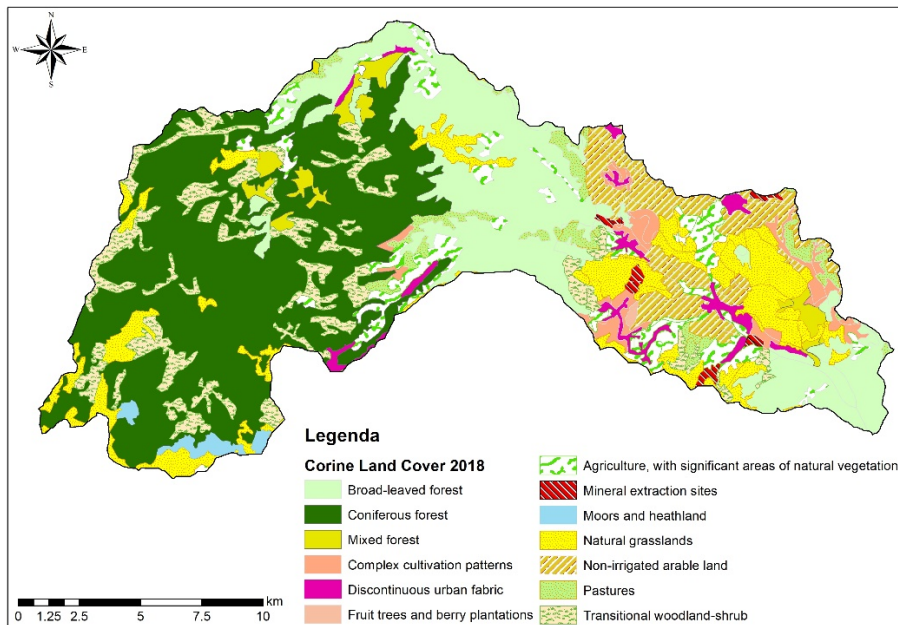 N
W E
S
Legenda
Corine Land Cover 2018
Broad-leaved forest
Coniferous forest
Mixed forest
Complex cultivation patterns
Discontinuous urban fabric
Fruit trees and berry plantations
Agriculture, with significant areas of natural vegetation
Mineral extraction sites
Moors and heathland
Natural grasslands
Non-irrigated arable land
Pastures
Transitional woodland-shrub
km
0 1.25 2.5 5 7.5 10